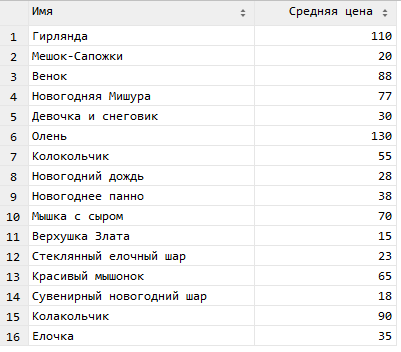 Имя Средняя цена
1 Гирлянда 110
2 Мешок-Сапожки 20
3 Венок 88
4 Новогодняя Мишура 77
5 Девочка и снеговик 30
6 Олень 130
7 Колокольчик 55
8 Новогодний дождь 28
9 Новогоднее панно 38
10 Мышка с сыром 70
11 Верхушка Злата 15
12 Стеклянный елочный шар 23
13 Красивый мышонок 65
14 Сувенирный новогодний шар 18
15 Колакольчик 90
16 Елочка 35